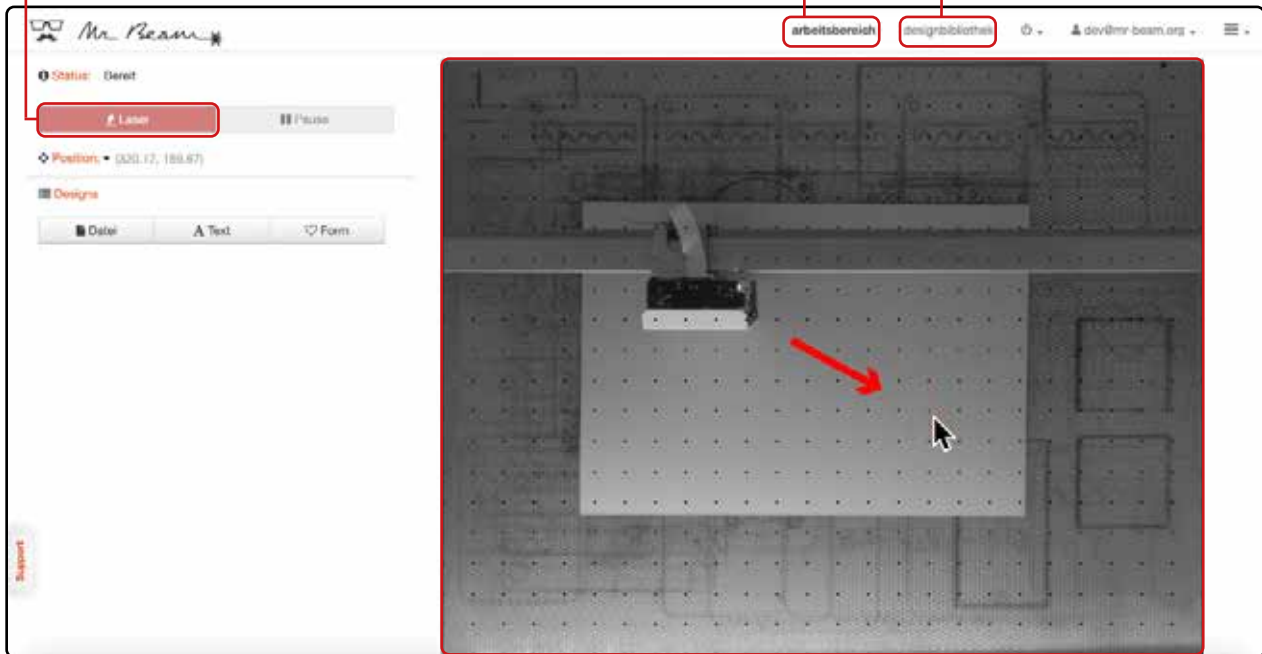 Mr Beam
arbeitsbereich
designbibliothek
dev@mr-beam.org
Status: Bereit
Laser
Pause
Position: (320.17, 189.87)
Designs
Datei
A Text
Form
Support